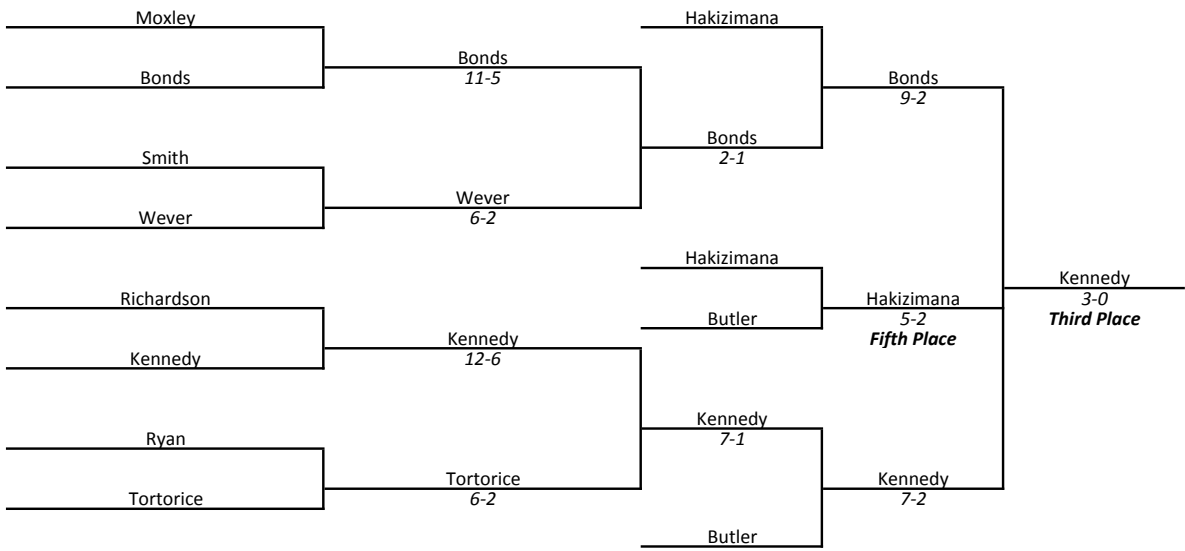 Moxley
Hakizimana
Bonds
11-5
Bonds
Bonds
9-2
Bonds
2-1
Smith
Wever
6-2
Wever
Hakizimana
Kennedy
3-0
Third Place
Richardson
Hakizimana
5-2
Fifth Place
Butler
Kennedy
12-6
Kennedy
Kennedy
7-1
Ryan
Tortorice
6-2
Kennedy
7-2
Tortorice
Butler